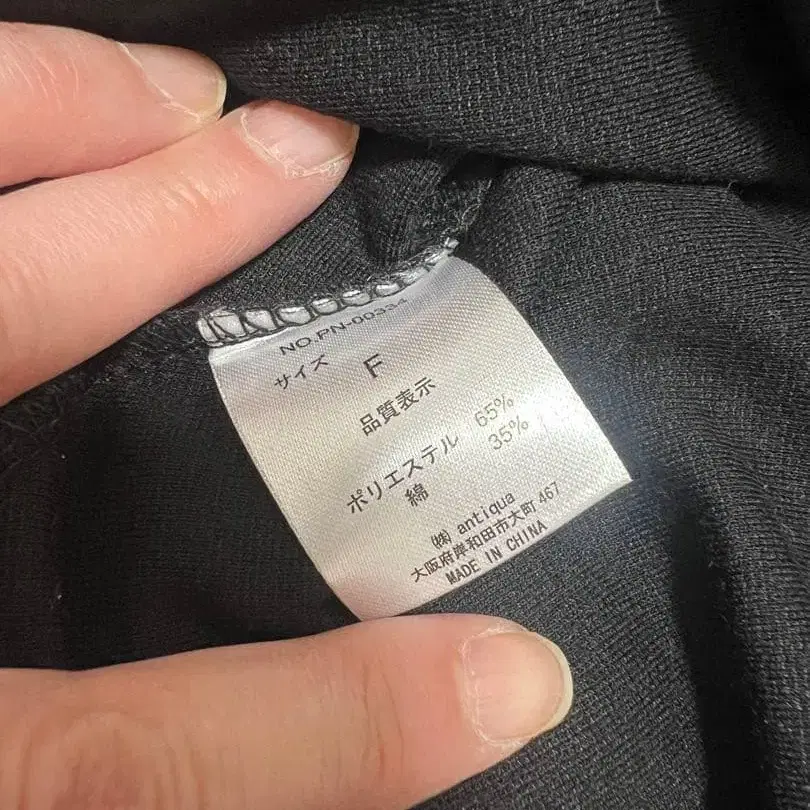 NO.PN-00334
サイズ F
品質表示
ポリエステル 65%
綿 35%
㈱ antiqua
大阪府岸和田市大町467
MADE IN CHINA